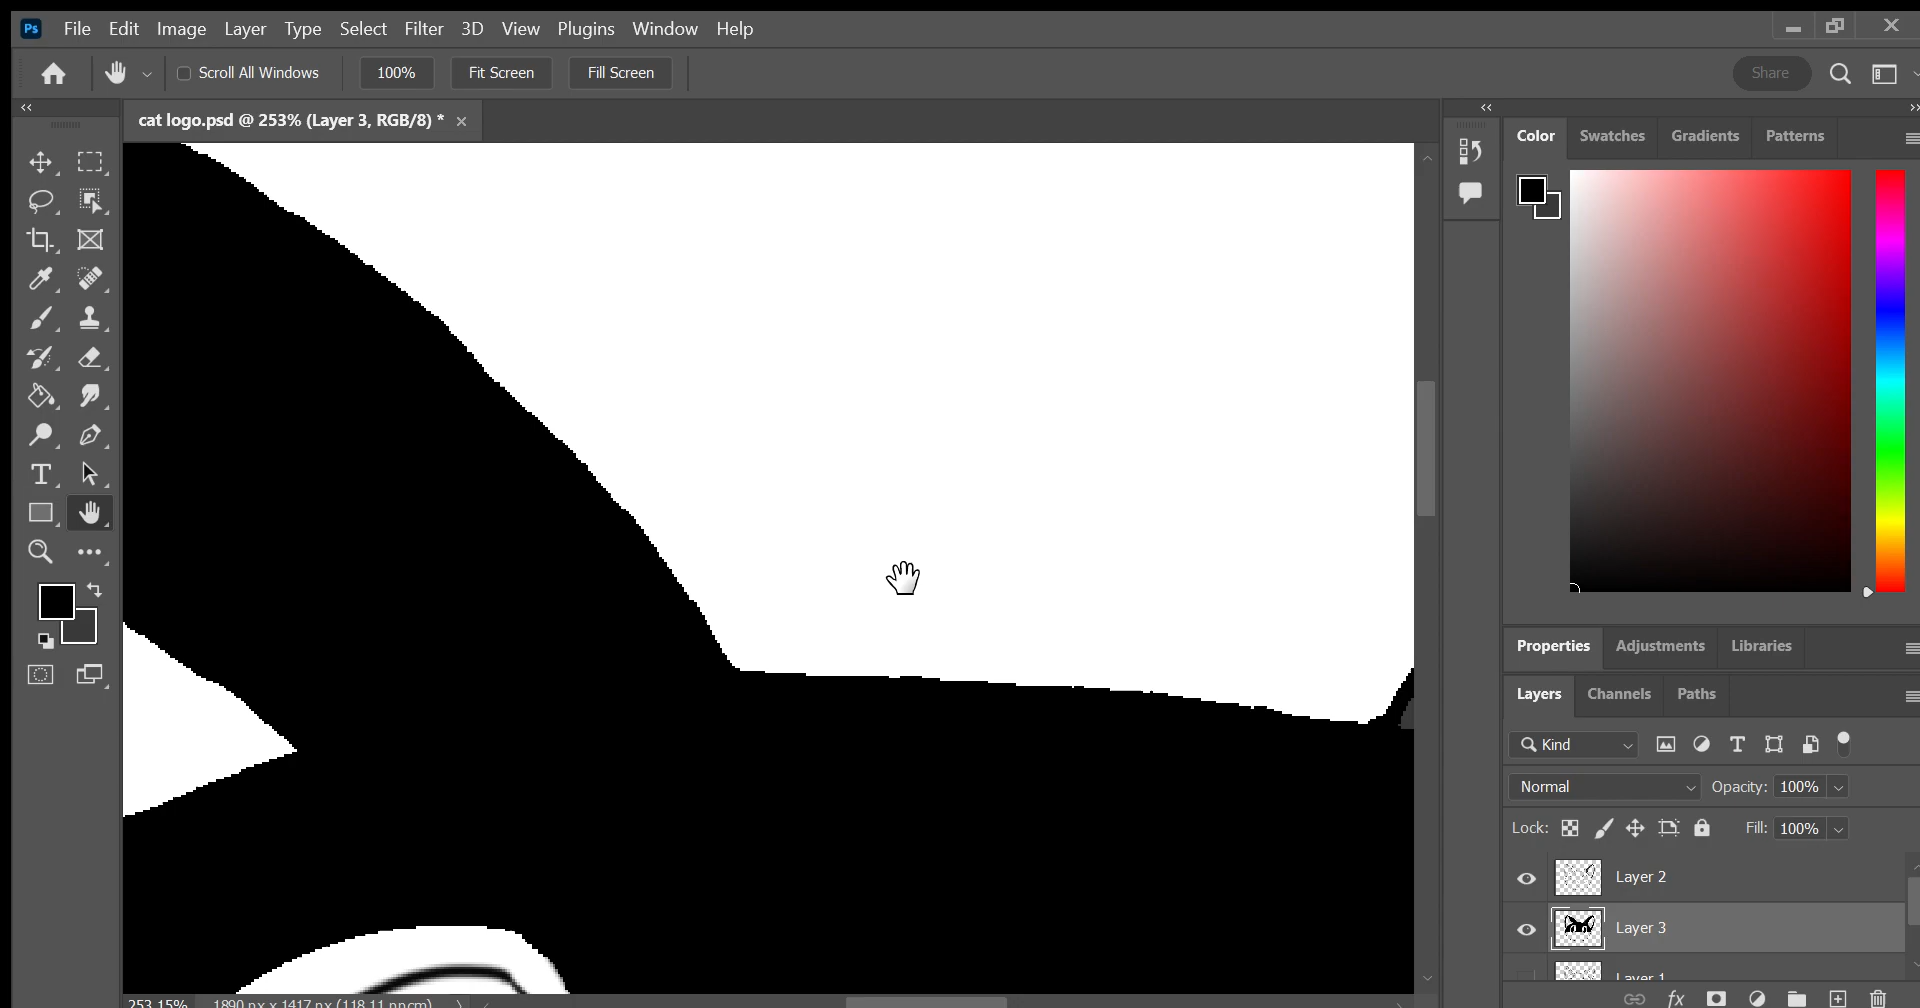 Ps File Edit Image Layer Type Select Filter 3D View Plugins Window Help
Scroll All Windows 100% Fit Screen Fill Screen Share
cat logo.psd @ 253% (Layer 3, RGB/8) *
Color Swatches Gradients Patterns
Properties Adjustments Libraries
Layers Channels Paths
Kind
Normal Opacity: 100%
Lock: Fill: 100%
Layer 2
Layer 3
Layer 1
253.15% 1890 px x 1417 px (118.11 ppcm)